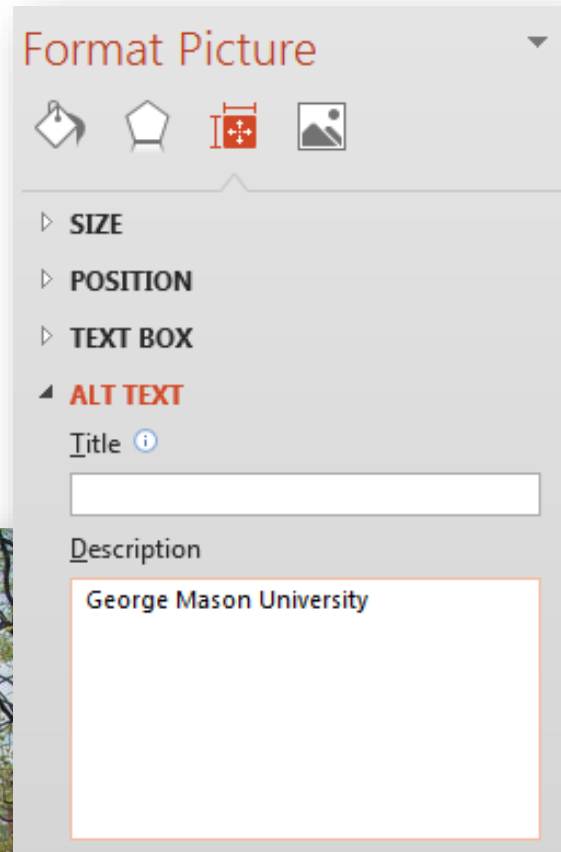 Format Picture
SIZE
POSITION
TEXT BOX
ALT TEXT
Title
Description
George Mason University